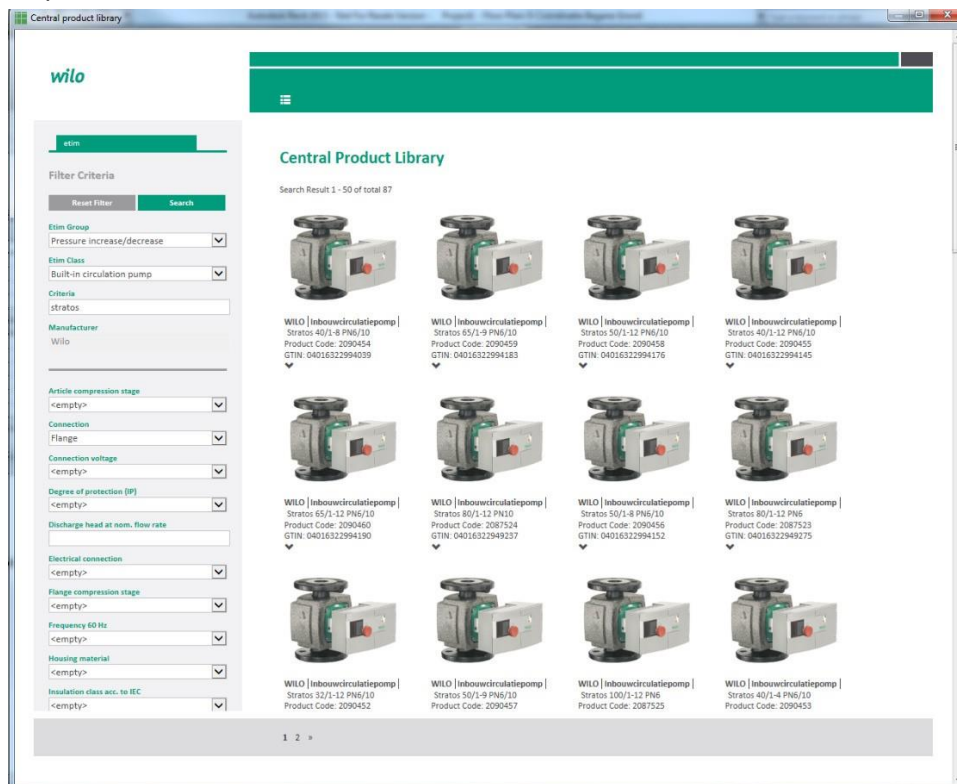 Central product library
wilo
etim
Filter Criteria
Reset Filter
Search
Etim Group
Pressure increase/decrease
Etim Class
Built-in circulation pump
Criteria
stratos
Manufacturer
Wilo
Article compression stage
<empty>
Connection
Flange
Connection voltage
<empty>
Degree of protection (IP)
<empty>
Discharge head at nom. flow rate
Electrical connection
<empty>
Flange compression stage
<empty>
Frequency 60 Hz
<empty>
Housing material
<empty>
Insulation class acc. to IEC
<empty>
Central Product Library
Search Result 1 - 50 of total 87
WILO | Inbouwcirculatiepomp |
Stratos 40/1-8 PN6/10
Product Code: 2090454
GTIN: 04016322994039
WILO | Inbouwcirculatiepomp |
Stratos 65/1-9 PN6/10
Product Code: 2090459
GTIN: 04016322994183
WILO | Inbouwcirculatiepomp |
Stratos 50/1-12 PN6/10
Product Code: 2090458
GTIN: 04016322994176
WILO | Inbouwcirculatiepomp |
Stratos 40/1-12 PN6/10
Product Code: 2090455
GTIN: 04016322994145
WILO | Inbouwcirculatiepomp |
Stratos 65/1-12 PN6/10
Product Code: 2090460
GTIN: 04016322994190
WILO | Inbouwcirculatiepomp |
Stratos 80/1-12 PN10
Product Code: 2087524
GTIN: 04016322949237
WILO | Inbouwcirculatiepomp |
Stratos 50/1-8 PN6/10
Product Code: 2090456
GTIN: 04016322994152
WILO | Inbouwcirculatiepomp |
Stratos 80/1-12 PN6
Product Code: 2087523
GTIN: 04016322949275
WILO | Inbouwcirculatiepomp |
Stratos 32/1-12 PN6/10
Product Code: 2090452
WILO | Inbouwcirculatiepomp |
Stratos 50/1-9 PN6/10
Product Code: 2090457
WILO | Inbouwcirculatiepomp |
Stratos 100/1-12 PN6
Product Code: 2087525
WILO | Inbouwcirculatiepomp |
Stratos 40/1-4 PN6/10
Product Code: 2090453
1 2 »